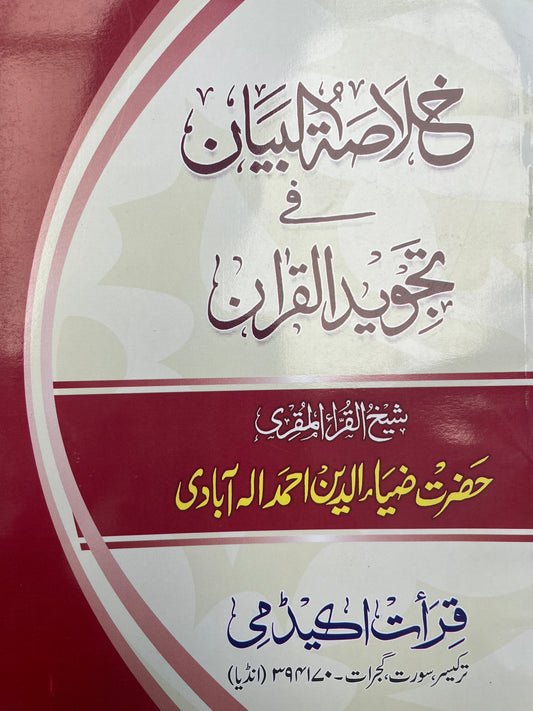 خلاصۃ البیان
فی
تجوید القرآن
شیخ القراء المقری
حضرت ضیاء الدین احمد الہ آبادی
قرأت اکیڈمی
ترکیسر، سورت، گجرات۔ ۳۹۴۱۷۰ (انڈیا)